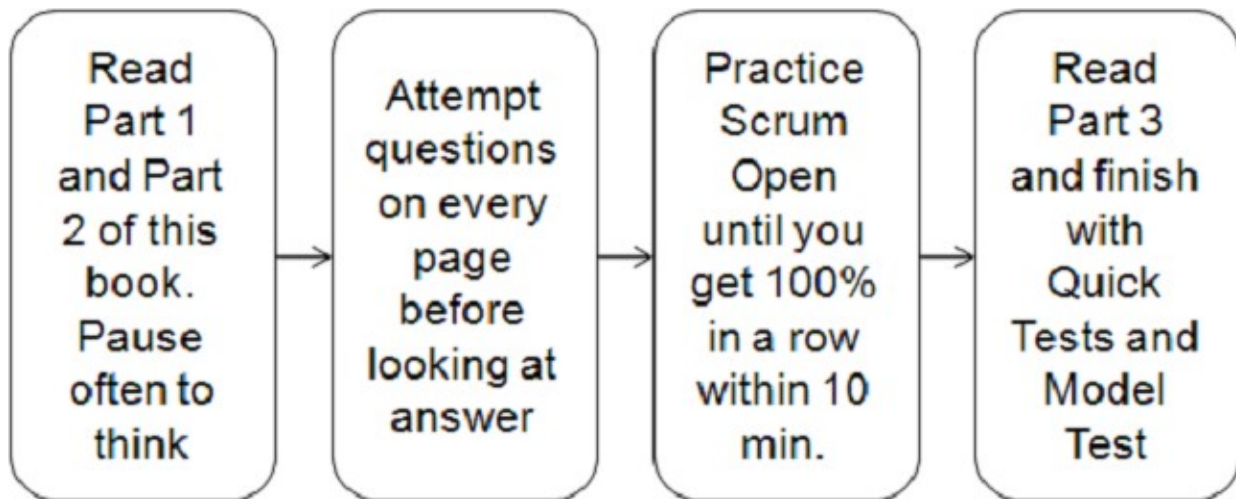 Read
Part 1
and Part
2 of this
book.
Pause
often to
think
Attempt
questions
on every
page
before
looking at
answer
Practice
Scrum
Open
until you
get 100%
in a row
within 10
min.
Read
Part 3
and finish
with
Quick
Tests and
Model
Test